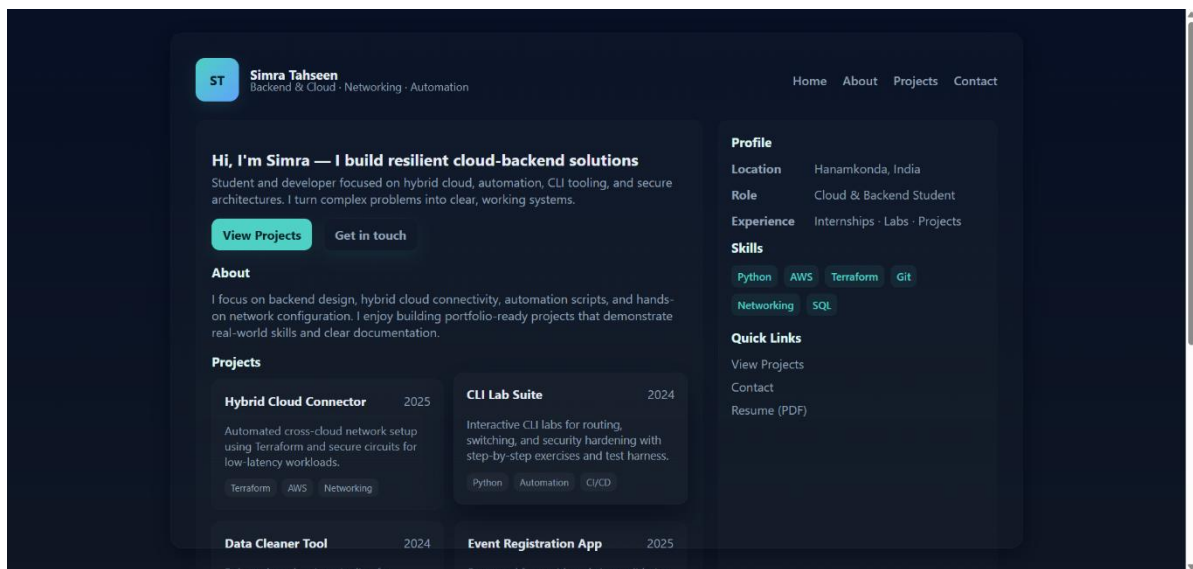 ST
Simra Tahseen
Backend & Cloud · Networking · Automation
Home About Projects Contact
Hi, I'm Simra — I build resilient cloud-backend solutions
Student and developer focused on hybrid cloud, automation, CLI tooling, and secure
architectures. I turn complex problems into clear, working systems.
View Projects Get in touch
About
I focus on backend design, hybrid cloud connectivity, automation scripts, and hands-
on network configuration. I enjoy building portfolio-ready projects that demonstrate
real-world skills and clear documentation.
Projects
Hybrid Cloud Connector 2025
Automated cross-cloud network setup
using Terraform and secure circuits for
low-latency workloads.
Terraform AWS Networking
CLI Lab Suite 2024
Interactive CLI labs for routing,
switching, and security hardening with
step-by-step exercises and test harness.
Python Automation CI/CD
Data Cleaner Tool 2024
Event Registration App 2025
Profile
Location Hanamkonda, India
Role Cloud & Backend Student
Experience Internships · Labs · Projects
Skills
Python AWS Terraform Git
Networking SQL
Quick Links
View Projects
Contact
Resume (PDF)